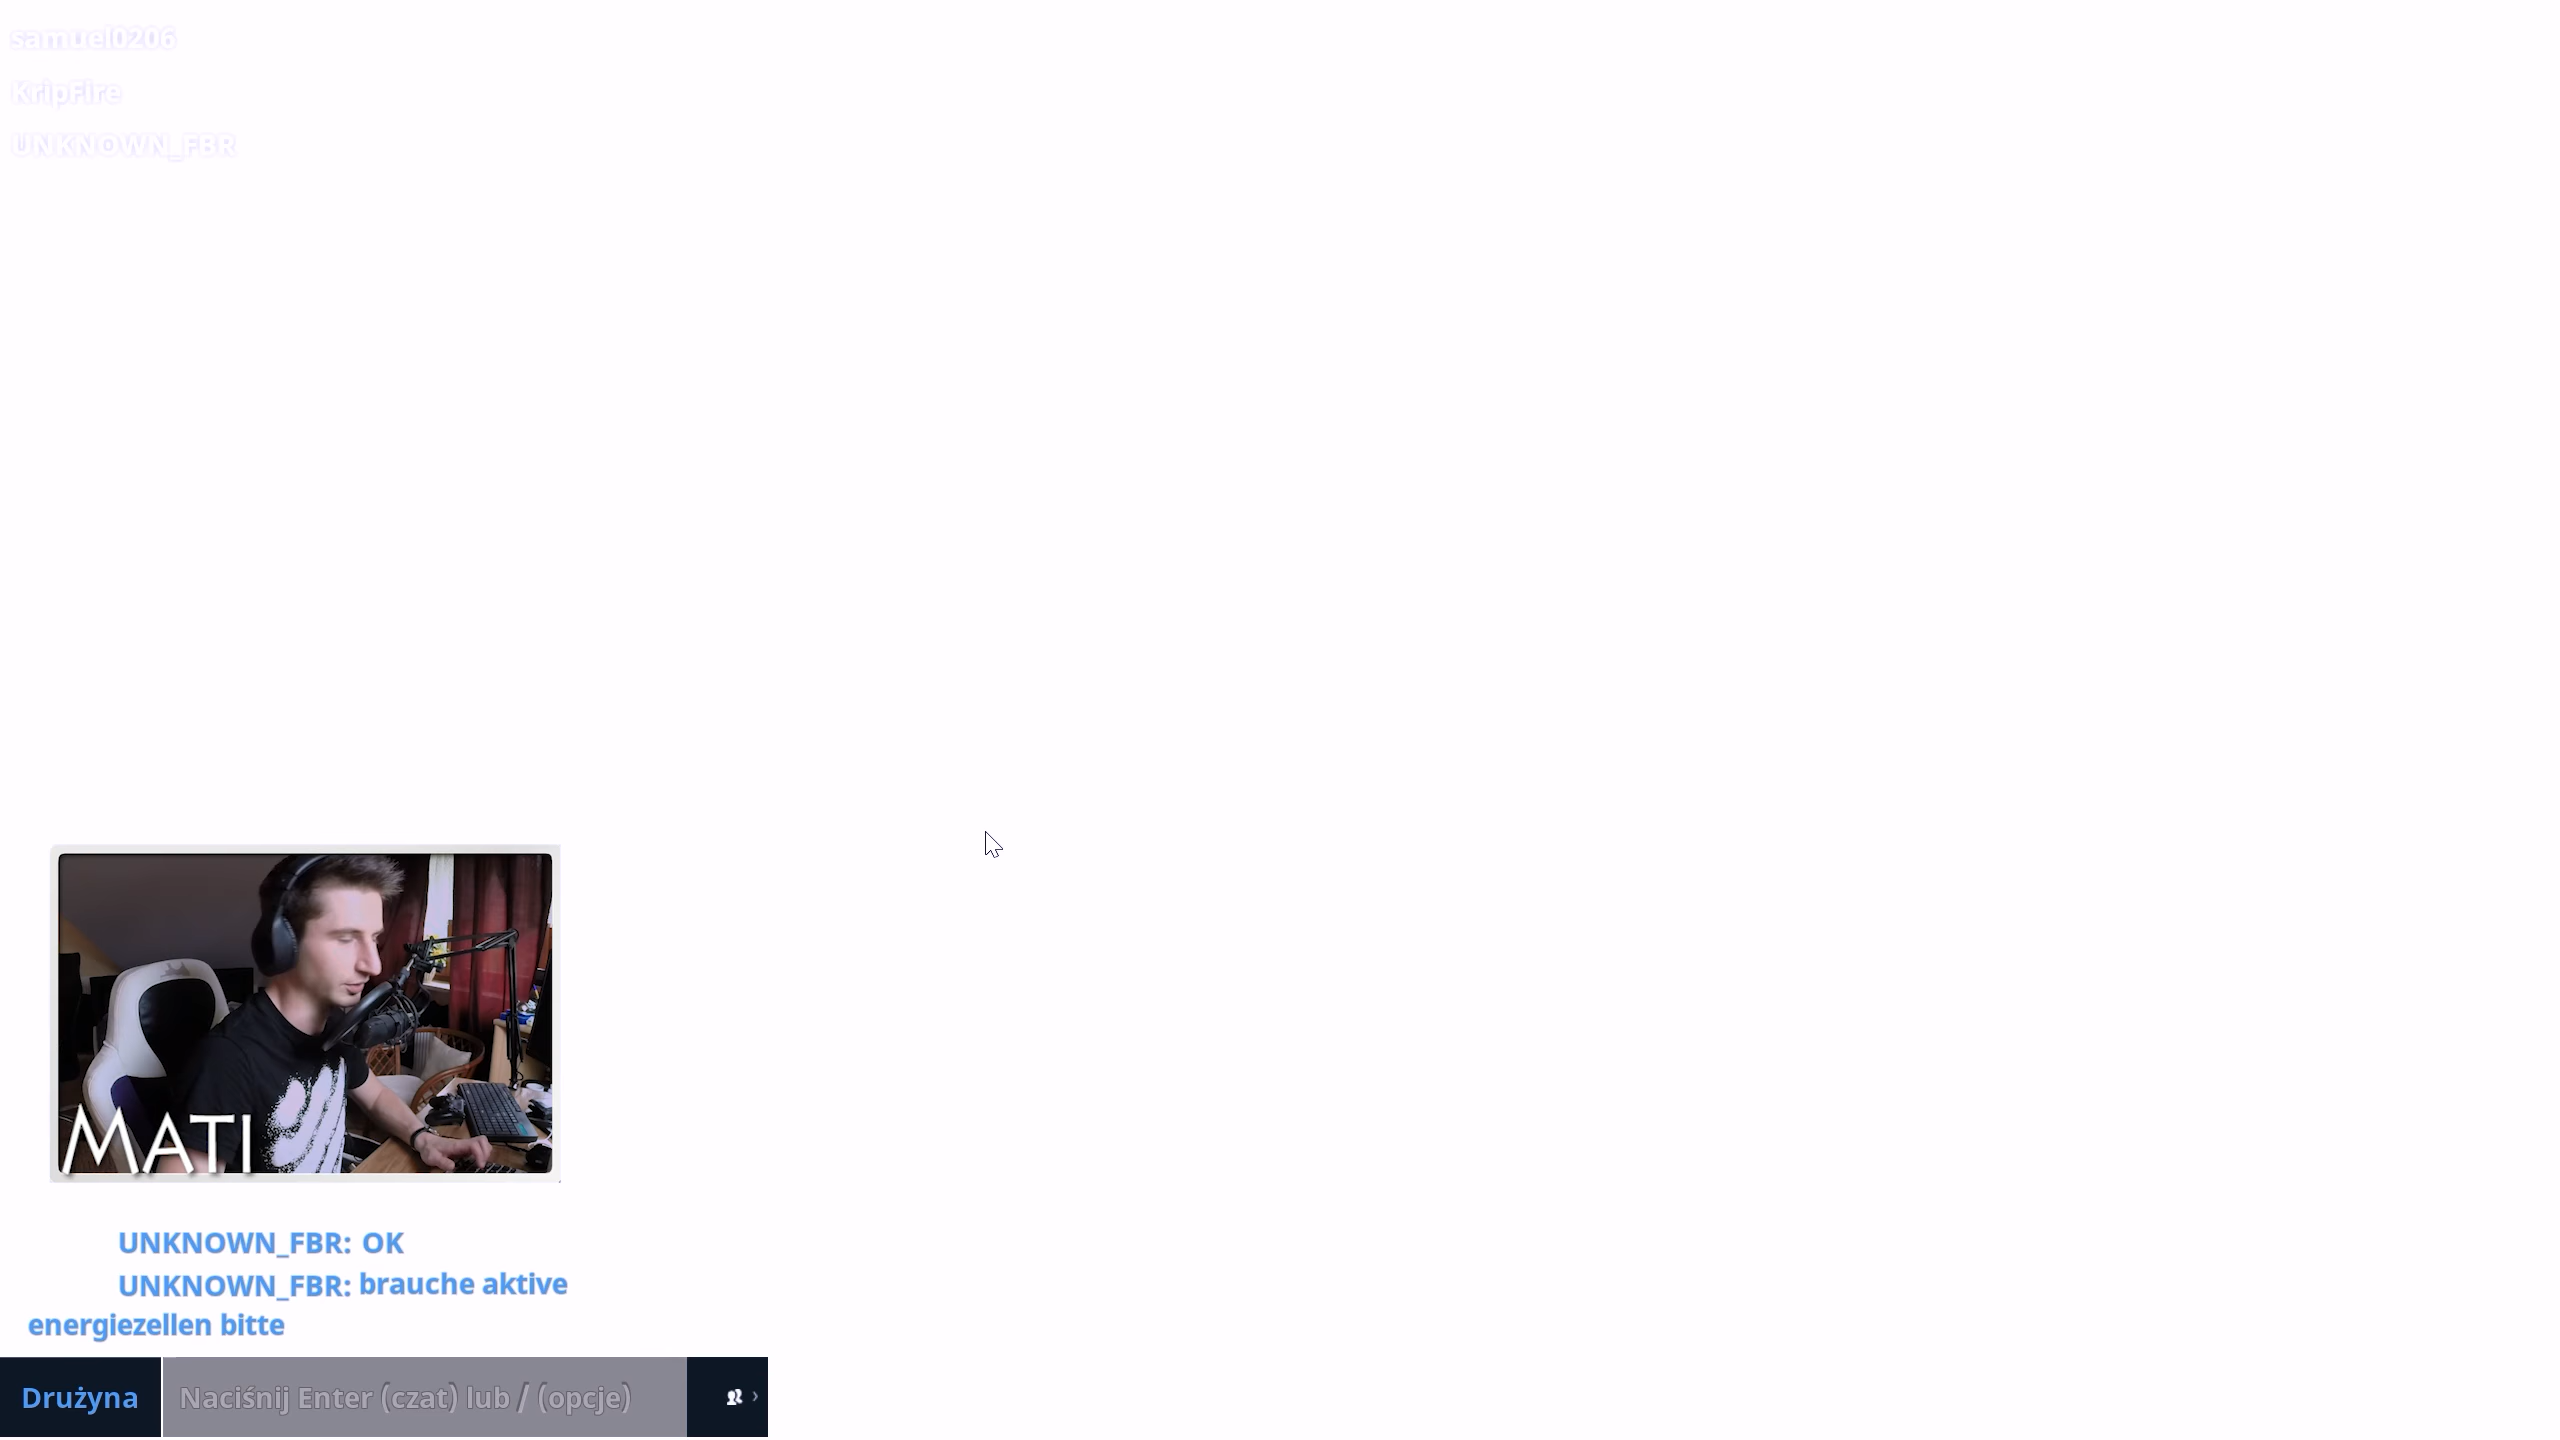 samuel0206
KripFire
UNKNOWN_FBR
MATI
UNKNOWN_FBR: OK
UNKNOWN_FBR: brauche aktive
energiezellen bitte
Drużyna Naciśnij Enter (czat) lub / (opcje)